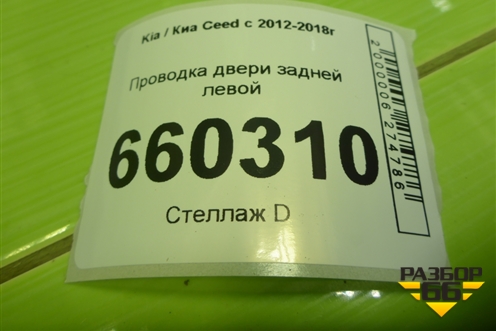 Kia / Киа Ceed с 2012-2018г
Проводка двери задней
левой
660310
Стеллаж D
2000006274786
РАЗБОР
66